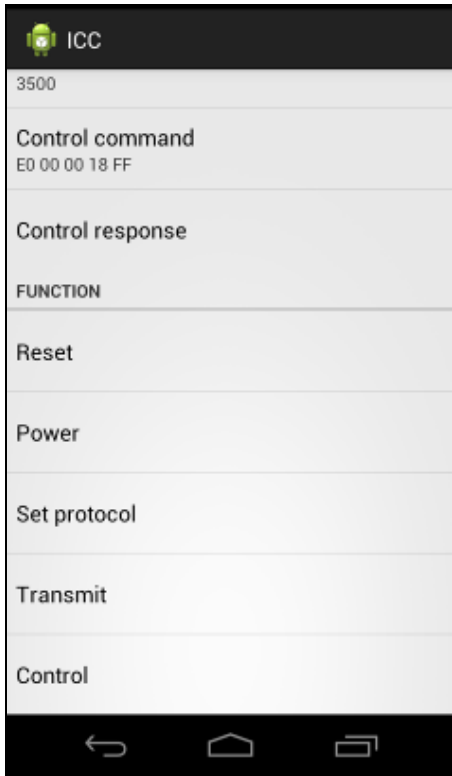 ICC
3500
Control command
E0 00 00 18 FF
Control response
FUNCTION
Reset
Power
Set protocol
Transmit
Control